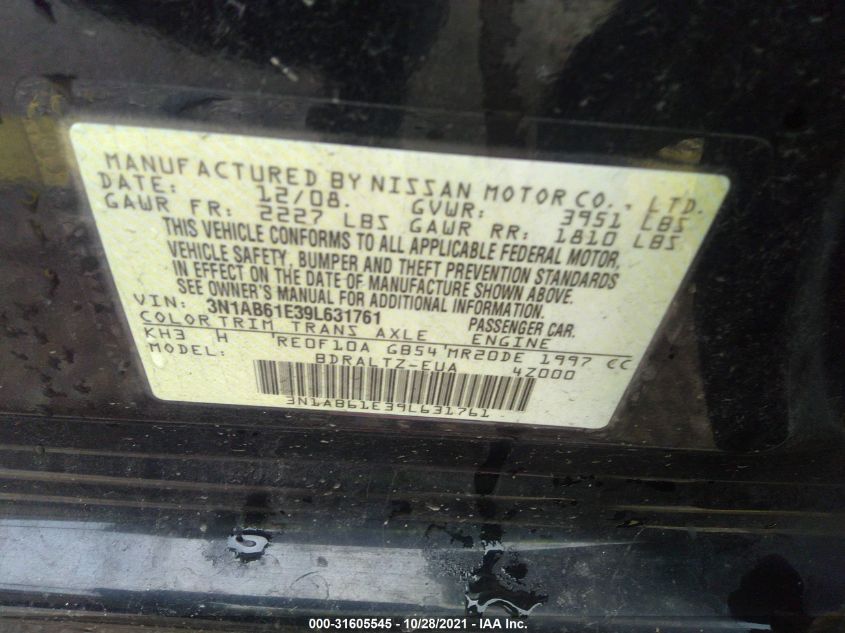 MANUFACTURED BY NISSAN MOTOR CO., LTD.
DATE: 12/08. GVWR: 3951 LBS
GAWR FR: 2227 LBS GAWR RR: 1810 LBS
THIS VEHICLE CONFORMS TO ALL APPLICABLE FEDERAL MOTOR
VEHICLE SAFETY, BUMPER AND THEFT PREVENTION STANDARDS
IN EFFECT ON THE DATE OF MANUFACTURE SHOWN ABOVE.
SEE OWNER'S MANUAL FOR ADDITIONAL INFORMATION.
VIN: 3N1AB61E39L631761 PASSENGER CAR.
COLOR TRIM TRANS AXLE ENGINE
KH3 H RE0F10A GB54 MR20DE 1997 CC
MODEL: BDRALTZ-EUA 4Z000
3N1AB61E39L631761
000-31605545 - 10/28/2021 - IAA Inc.